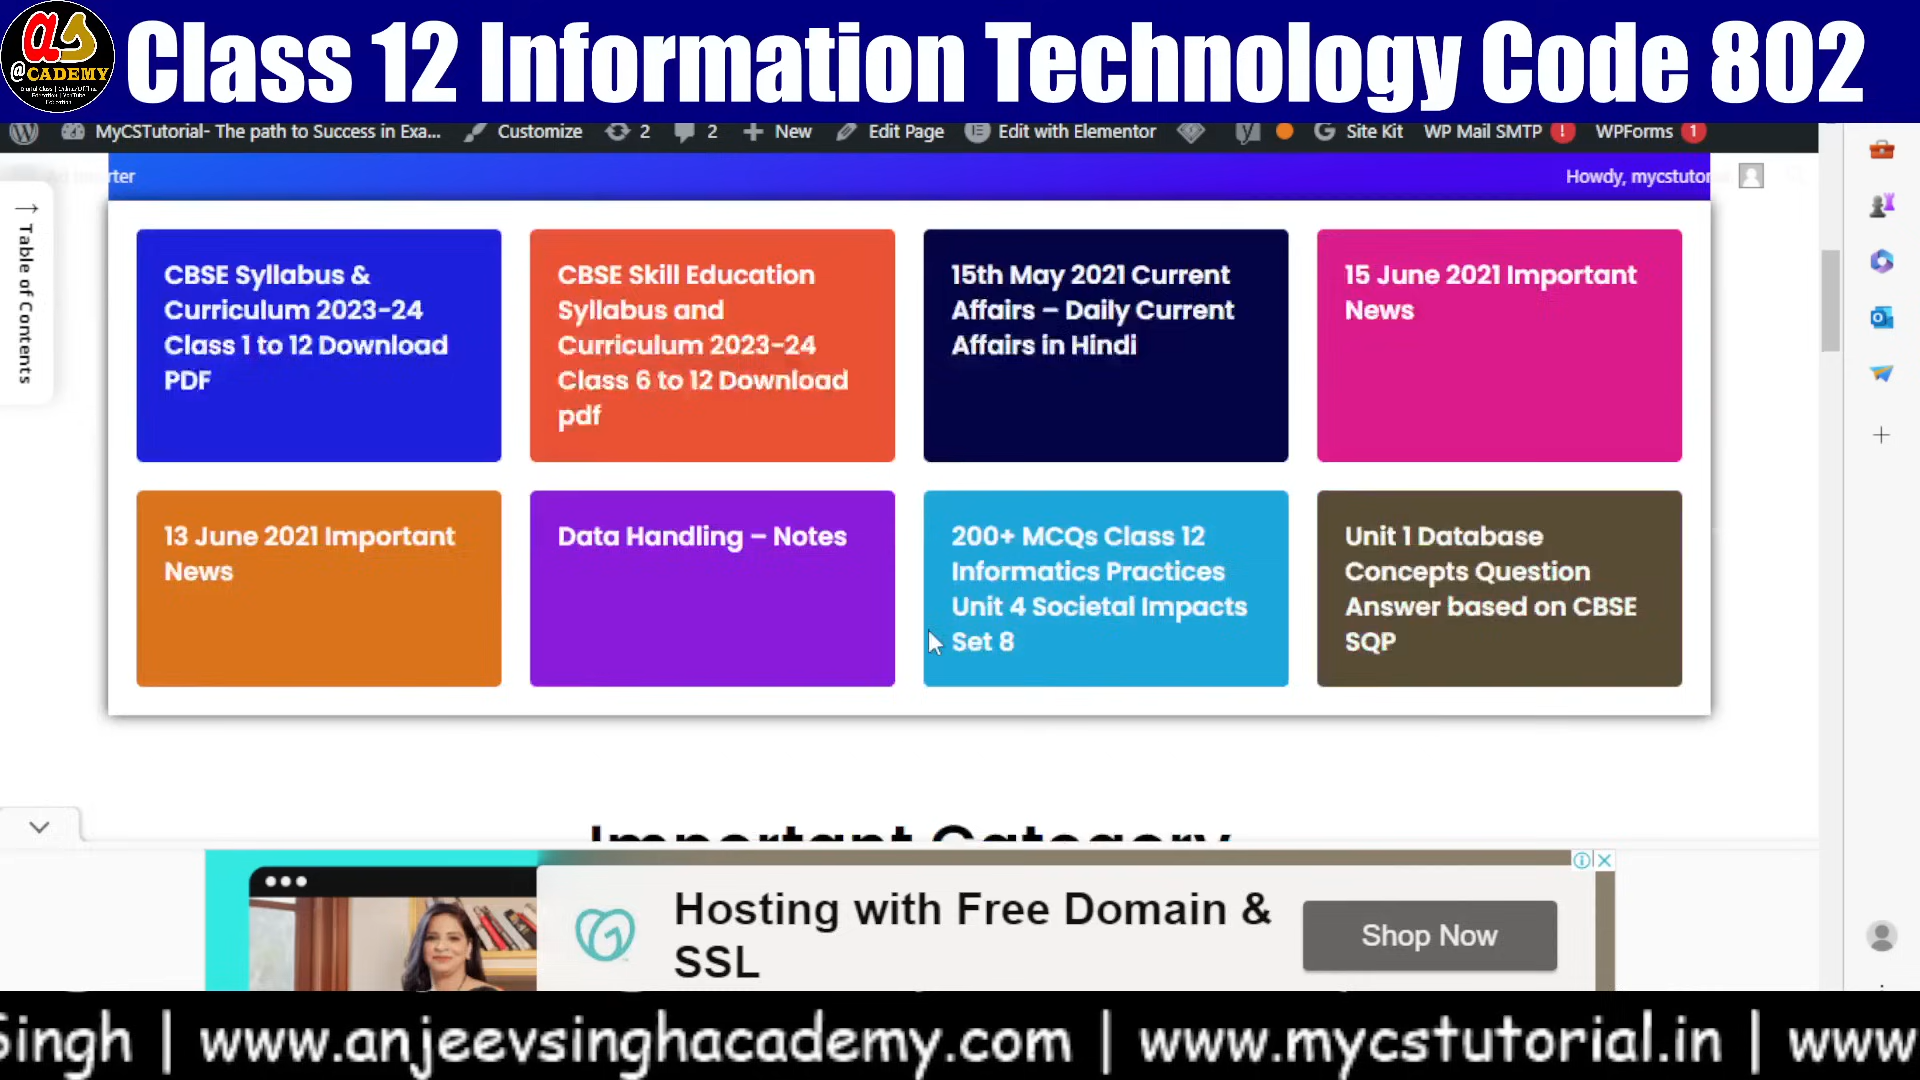 Class 12 Information Technology Code 802
as
@CADEMY
MyCSTutorial- The path to Success in Exa... Customize 2 2 New Edit Page Edit with Elementor Site Kit WP Mail SMTP ! WPForms 1
Howdy, mycstutor
Table of Contents
CBSE Syllabus &
Curriculum 2023-24
Class 1 to 12 Download
PDF
CBSE Skill Education
Syllabus and
Curriculum 2023-24
Class 6 to 12 Download
pdf
15th May 2021 Current
Affairs – Daily Current
Affairs in Hindi
15 June 2021 Important
News
13 June 2021 Important
News
Data Handling – Notes
200+ MCQs Class 12
Informatics Practices
Unit 4 Societal Impacts
Set 8
Unit 1 Database
Concepts Question
Answer based on CBSE
SQP
Important Category
Hosting with Free Domain &
SSL
Shop Now
Singh | www.anjeevsinghacademy.com | www.mycstutorial.in | www